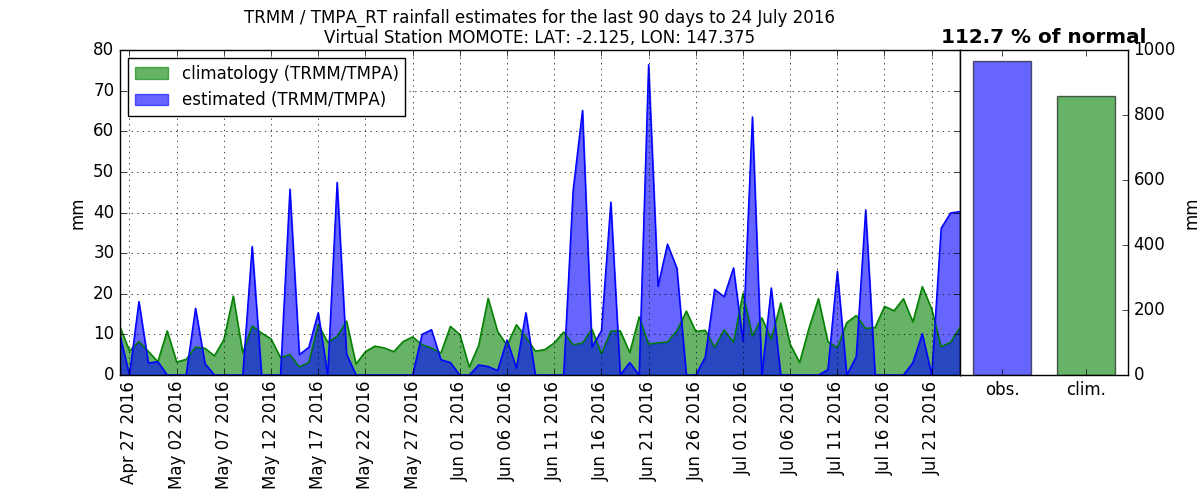 TRMM / TMPA_RT rainfall estimates for the last 90 days to 24 July 2016
Virtual Station MOMOTE: LAT: -2.125, LON: 147.375
112.7 % of normal
climatology (TRMM/TMPA)
estimated (TRMM/TMPA)
80
70
60
50
40
30
20
10
0
mm
Apr 27 2016
May 02 2016
May 07 2016
May 12 2016
May 17 2016
May 22 2016
May 27 2016
Jun 01 2016
Jun 06 2016
Jun 11 2016
Jun 16 2016
Jun 21 2016
Jun 26 2016
Jul 01 2016
Jul 06 2016
Jul 11 2016
Jul 16 2016
Jul 21 2016
obs.
clim.
1000
800
600
400
200
0
mm